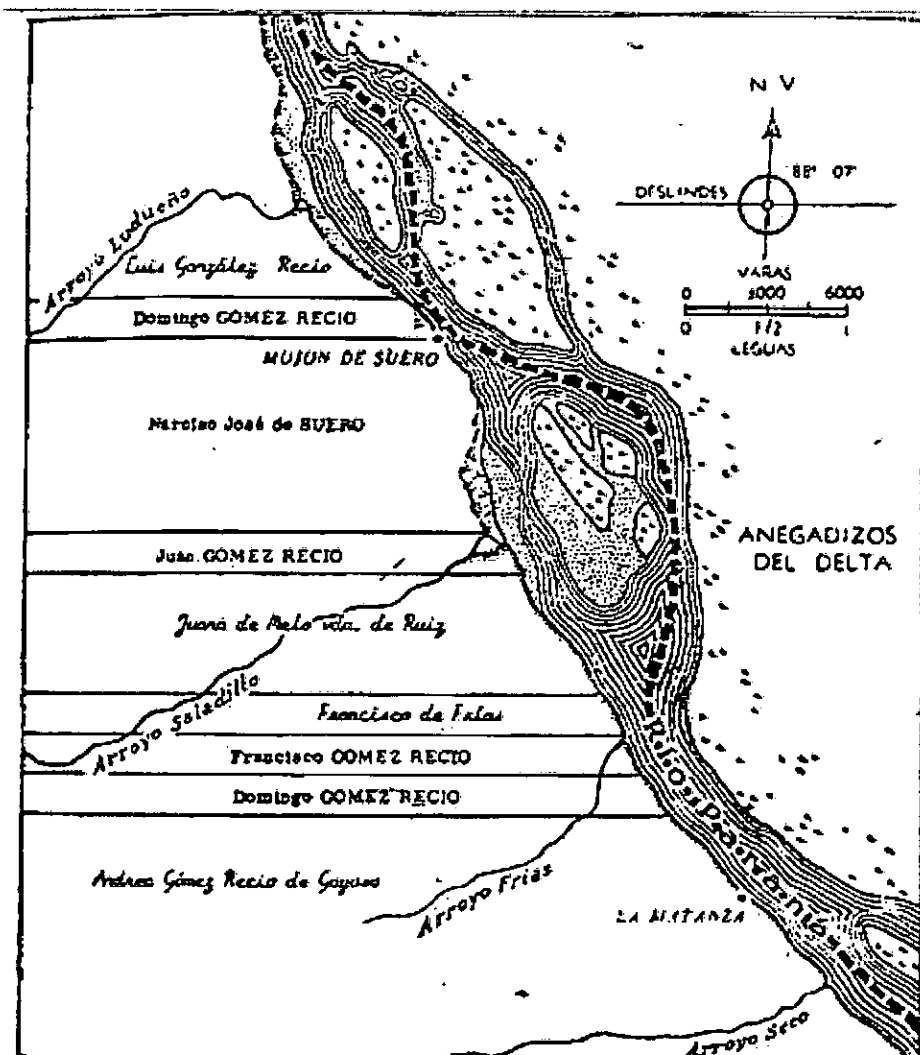 N V
88° 07'
DESLINDES
VARAS
0 3000 6000
0 1/2 1
LEGUAS
Arroyo Ludueño
Luis González Recio
Domingo GOMEZ RECIO
MUJON DE SUERO
Narciso José de SUERO
ANEGADIZOS
DEL DELTA
Juan GOMEZ RECIO
Juana de Melo vda. de Ruiz
Arroyo Saladillo
Francisco de
Francisco GOMEZ RECIO
Domingo GOMEZ RECIO
Río Paraná
Andrea Gómez Recio de Gayoso
Arroyo Frías
LA MATANZA
Arroyo Seco